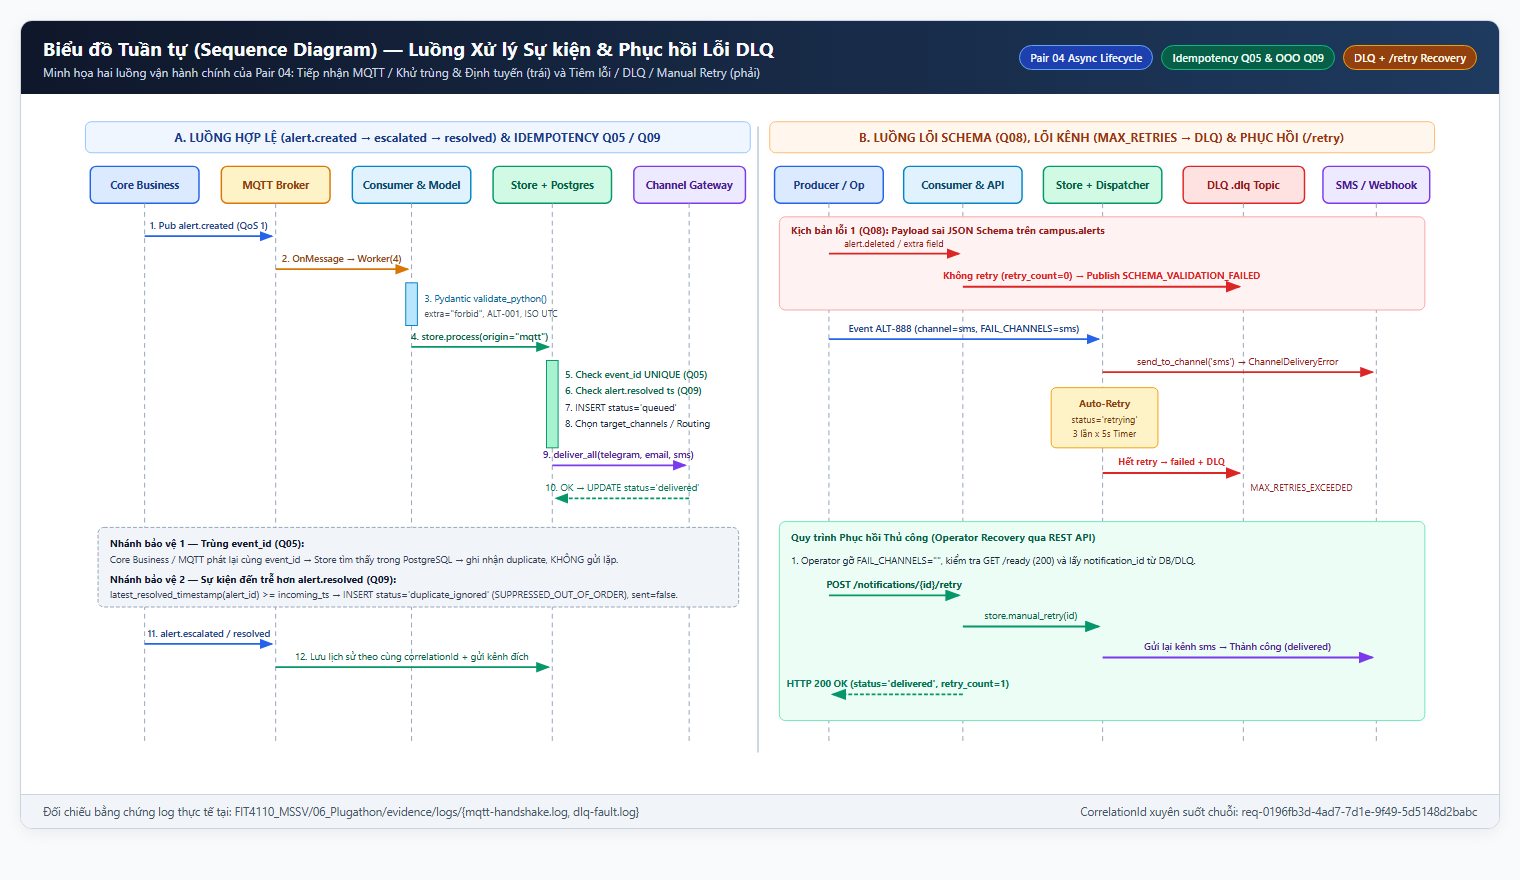 Biểu đồ Tuần tự (Sequence Diagram) — Luồng Xử lý Sự kiện & Phục hồi Lỗi DLQ
Minh họa hai luồng vận hành chính của Pair 04: Tiếp nhận MQTT / Khử trùng & Định tuyến (trái) và Tiêm lỗi / DLQ / Manual Retry (phải)
Pair 04 Async Lifecycle
Idempotency Q05 & OOO Q09
DLQ + /retry Recovery
A. LUỒNG HỢP LỆ (alert.created → escalated → resolved) & IDEMPOTENCY Q05 / Q09
Core Business
MQTT Broker
Consumer & Model
Store + Postgres
Channel Gateway
1. Pub alert.created (QoS 1)
2. OnMessage → Worker(4)
3. Pydantic validate_python()
extra="forbid", ALT-001, ISO UTC
4. store.process(origin="mqtt")
5. Check event_id UNIQUE (Q05)
6. Check alert.resolved ts (Q09)
7. INSERT status='queued'
8. Chọn target_channels / Routing
9. deliver_all(telegram, email, sms)
10. OK → UPDATE status='delivered'
Nhánh bảo vệ 1 — Trùng event_id (Q05):
Core Business / MQTT phát lại cùng event_id → Store tìm thấy trong PostgreSQL → ghi nhận duplicate, KHÔNG gửi lặp.
Nhánh bảo vệ 2 — Sự kiện đến trễ hơn alert.resolved (Q09):
latest_resolved_timestamp(alert_id) >= incoming_ts → INSERT status='duplicate_ignored' (SUPPRESSED_OUT_OF_ORDER), sent=false.
11. alert.escalated / resolved
12. Lưu lịch sử theo cùng correlationId + gửi kênh đích
B. LUỒNG LỖI SCHEMA (Q08), LỖI KÊNH (MAX_RETRIES → DLQ) & PHỤC HỒI (/retry)
Producer / Op
Consumer & API
Store + Dispatcher
DLQ .dlq Topic
SMS / Webhook
Kịch bản lỗi 1 (Q08): Payload sai JSON Schema trên campus.alerts
alert.deleted / extra field
Không retry (retry_count=0) → Publish SCHEMA_VALIDATION_FAILED
Event ALT-888 (channel=sms, FAIL_CHANNELS=sms)
send_to_channel('sms') → ChannelDeliveryError
Auto-Retry
status='retrying'
3 lần x 5s Timer
Hết retry → failed + DLQ
MAX_RETRIES_EXCEEDED
Quy trình Phục hồi Thủ công (Operator Recovery qua REST API)
1. Operator gỡ FAIL_CHANNELS="", kiểm tra GET /ready (200) và lấy notification_id từ DB/DLQ.
POST /notifications/{id}/retry
store.manual_retry(id)
Gửi lại kênh sms → Thành công (delivered)
HTTP 200 OK (status='delivered', retry_count=1)
Đối chiếu bằng chứng log thực tế tại: FIT4110_MSSV/06_Plugathon/evidence/logs/{mqtt-handshake.log, dlq-fault.log}
CorrelationId xuyên suốt chuỗi: req-0196fb3d-4ad7-7d1e-9f49-5d5148d2babc